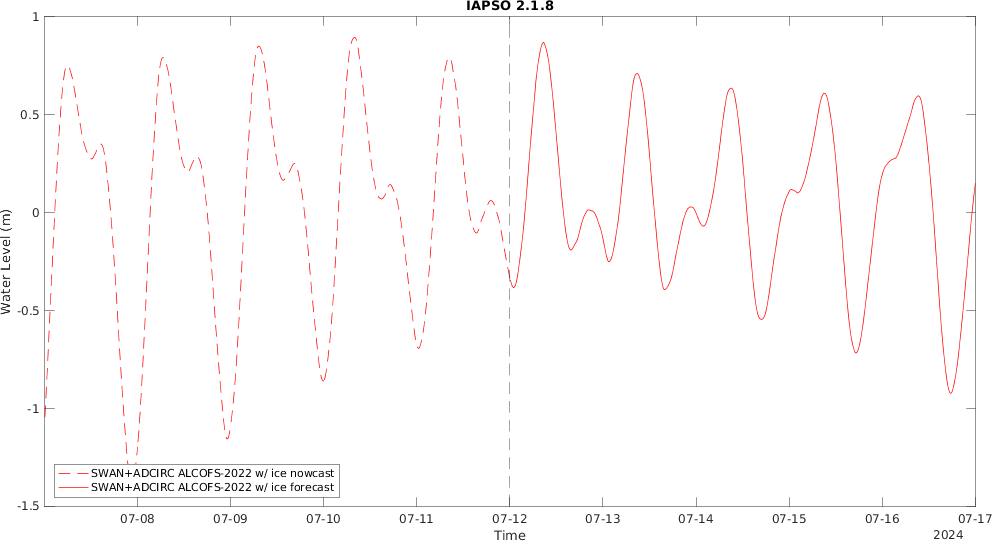 IAPSO 2.1.8
1
0.5
0
-0.5
-1
-1.5
Water Level (m)
SWAN+ADCIRC ALCOFS-2022 w/ ice nowcast
SWAN+ADCIRC ALCOFS-2022 w/ ice forecast
07-08 07-09 07-10 07-11 07-12 07-13 07-14 07-15 07-16 07-17
Time
2024